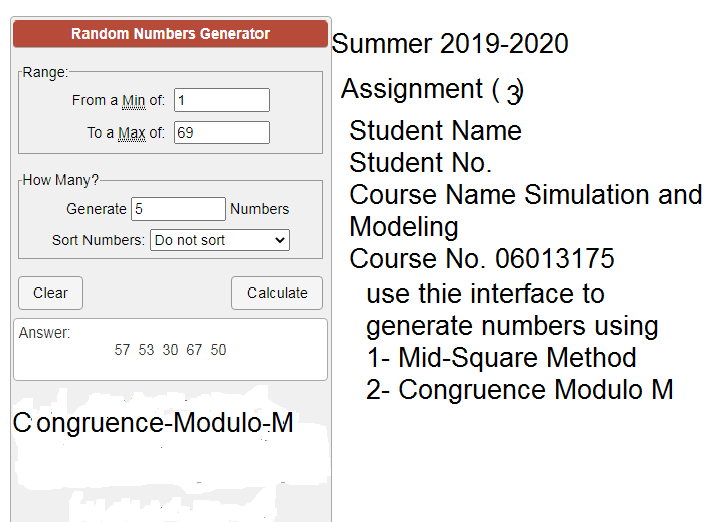 Random Numbers Generator
Range:
From a Min of: 1
To a Max of: 69
How Many?
Generate 5 Numbers
Sort Numbers: Do not sort
Clear Calculate
Answer:
57 53 30 67 50
Congruence-Modulo-M
Summer 2019-2020
Assignment ( 3)
Student Name
Student No.
Course Name Simulation and
Modeling
Course No. 06013175
use thie interface to
generate numbers using
1- Mid-Square Method
2- Congruence Modulo M